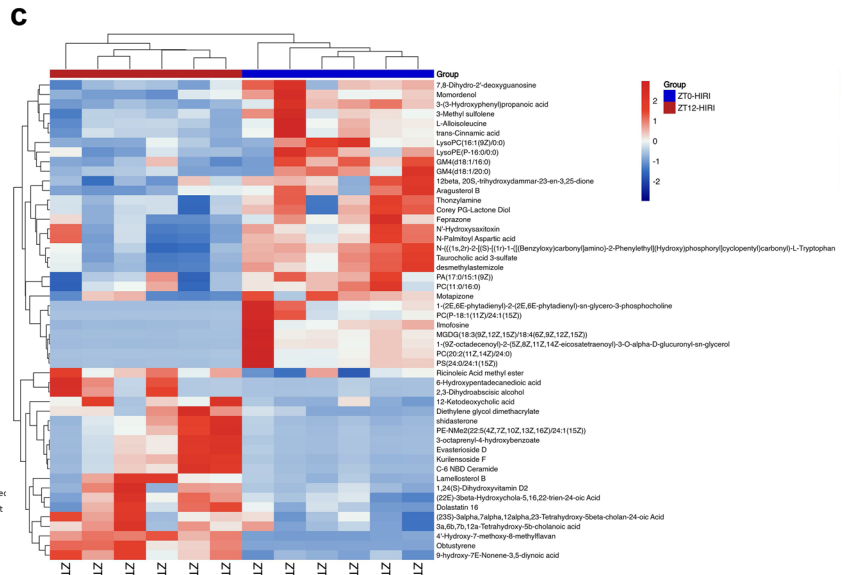 c
Group
7,8-Dihydro-2'-deoxyguanosine
Momordenol
3-(3-Hydroxyphenyl)propanoic acid
3-Methyl sulfolene
L-Alloisoleucine
trans-Cinnamic acid
LysoPC(16:1(9Z)/0:0)
LysoPE(P-16:0/0:0)
GM4(d18:1/16:0)
GM4(d18:1/20:0)
12beta, 20S,-trihydroxydammar-23-en-3,25-dione
Aragusterol B
Thonzylamine
Corey PG-Lactone Diol
Feprazone
N'-Hydroxysaxitoxin
N-Palmitoyl Aspartic acid
N-(((1s,2r)-2-[(S)-[(1r)-1-{[(Benzyloxy)carbonyl]amino}-2-Phenylethyl](Hydroxy)phosphoryl]cyclopentyl)carbonyl)-L-Tryptophan
Taurocholic acid 3-sulfate
desmethylastemizole
PA(17:0/15:1(9Z))
PC(11:0/16:0)
Motapizone
1-(2E,6E-phytadienyl)-2-(2E,6E-phytadienyl)-sn-glycero-3-phosphocholine
PC(P-18:1(11Z)/24:1(15Z))
Ilmofosine
MGDG(18:3(9Z,12Z,15Z)/18:4(6Z,9Z,12Z,15Z))
1-(9Z-octadecenoyl)-2-(5Z,8Z,11Z,14Z-eicosatetraenoyl)-3-O-alpha-D-glucuronyl-sn-glycerol
PC(20:2(11Z,14Z)/24:0)
PS(24:0/24:1(15Z))
Ricinoleic Acid methyl ester
6-Hydroxypentadecanedioic acid
2,3-Dihydroabscisic alcohol
12-Ketodeoxycholic acid
Diethylene glycol dimethacrylate
shidasterone
PE-NMe2(22:5(4Z,7Z,10Z,13Z,16Z)/24:1(15Z))
3-octaprenyl-4-hydroxybenzoate
Evasterioside D
Kurilensoside F
C-6 NBD Ceramide
Lamellosterol B
1,24(S)-Dihydroxyvitamin D2
(22E)-3beta-Hydroxychola-5,16,22-trien-24-oic Acid
Dolastatin 16
(23S)-3alpha,7alpha,12alpha,23-Tetrahydroxy-5beta-cholan-24-oic Acid
3a,6b,7b,12a-Tetrahydroxy-5b-cholanoic acid
4'-Hydroxy-7-methoxy-8-methylflavan
Obtustyrene
9-hydroxy-7E-Nonene-3,5-diynoic acid
ZT
ZT
ZT
ZT
ZT
ZT
ZT
ZT
ZT
ZT
ZT
ZT
2
1
0
-1
-2
Group
ZT0-HIRI
ZT12-HIRI